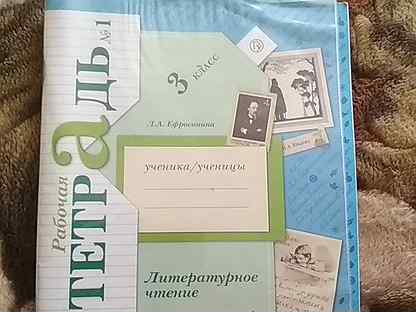 Рабочая
ТЕТРаДЬ №1
3 класс
Л.А. Ефросинина
ученика/ученицы
Литературное
чтение